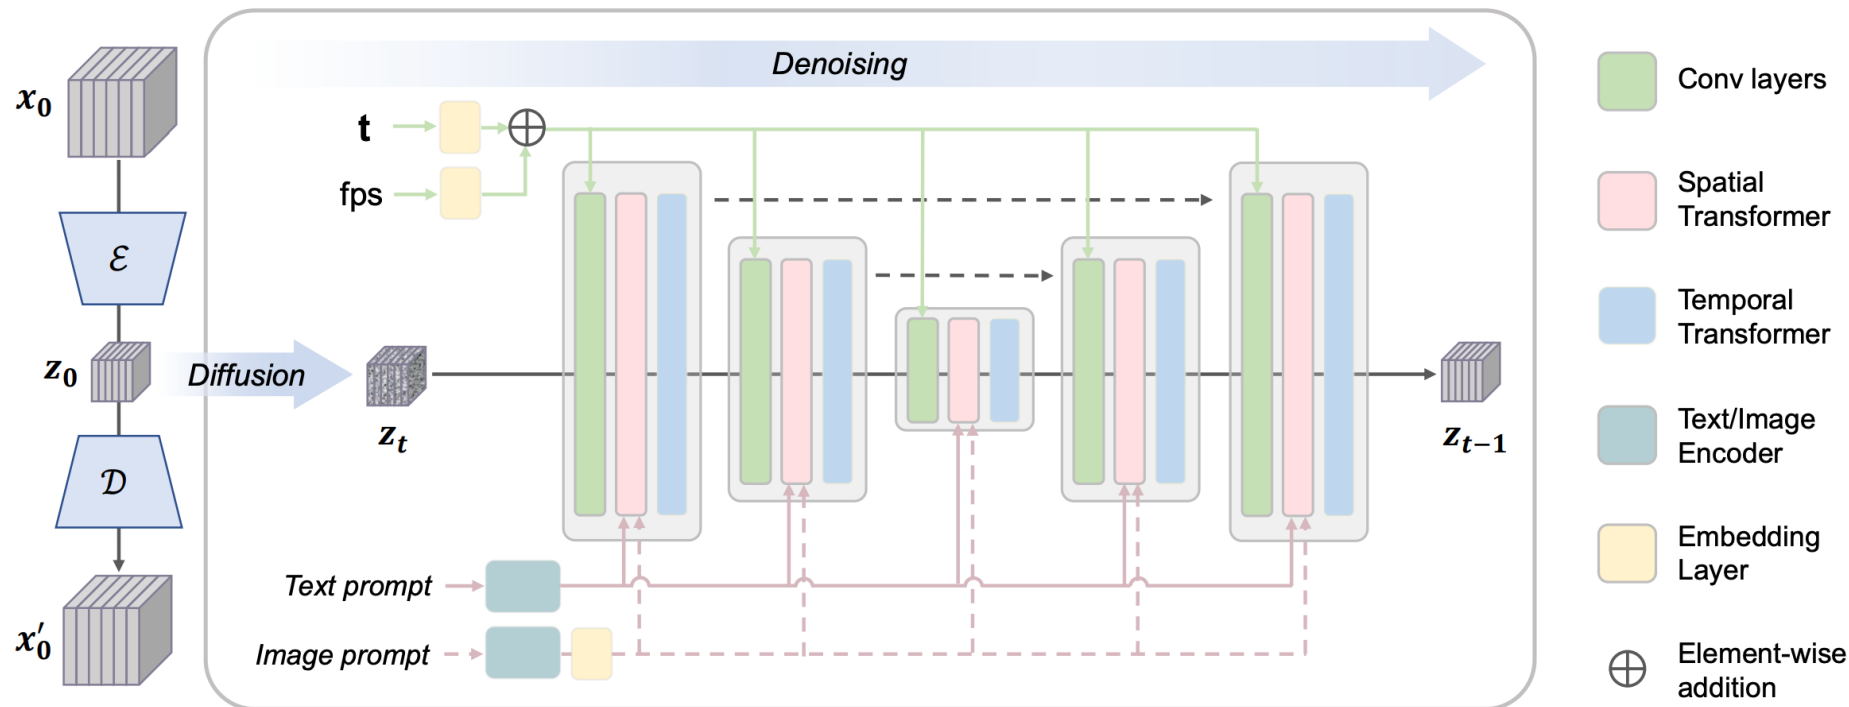 Denoising
x₀
t
fps
ℰ
z₀
Diffusion
zₜ
zₜ₋₁
𝒟
x′₀
Text prompt
Image prompt
Conv layers
Spatial
Transformer
Temporal
Transformer
Text/Image
Encoder
Embedding
Layer
Element-wise
addition